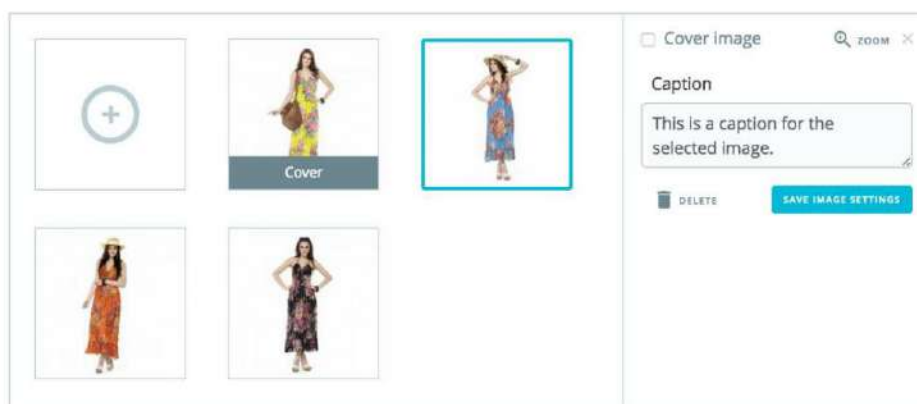 Cover
Cover image
ZOOM
Caption
This is a caption for the
selected image.
DELETE
SAVE IMAGE SETTINGS